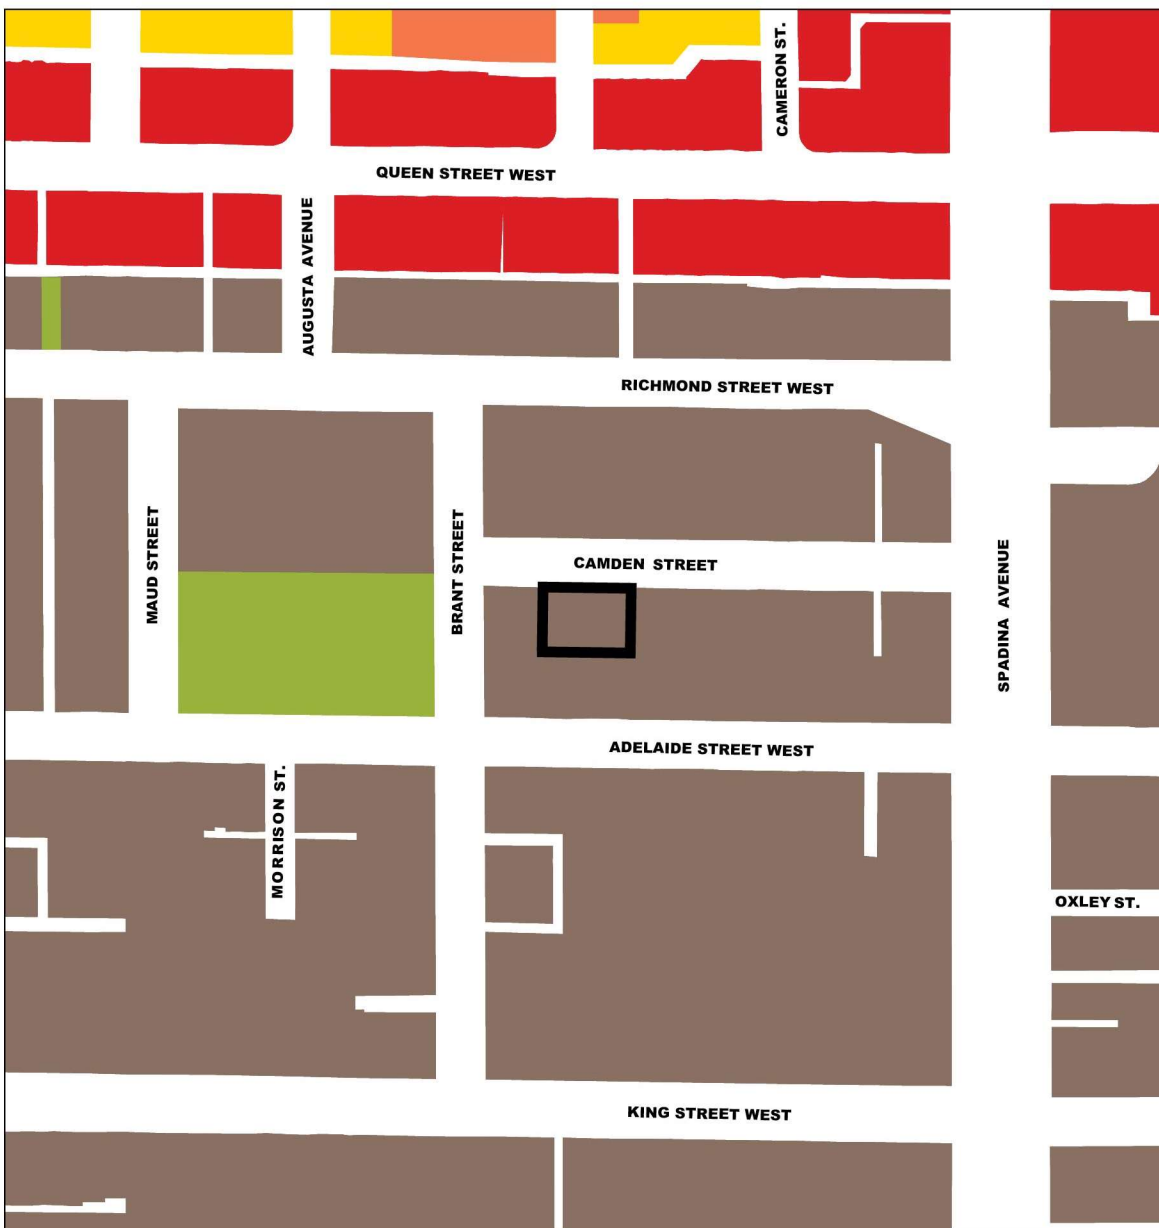 CAMERON ST.
QUEEN STREET WEST
AUGUSTA AVENUE
RICHMOND STREET WEST
MAUD STREET
BRANT STREET
CAMDEN STREET
SPADINA AVENUE
ADELAIDE STREET WEST
MORRISON ST.
OXLEY ST.
KING STREET WEST